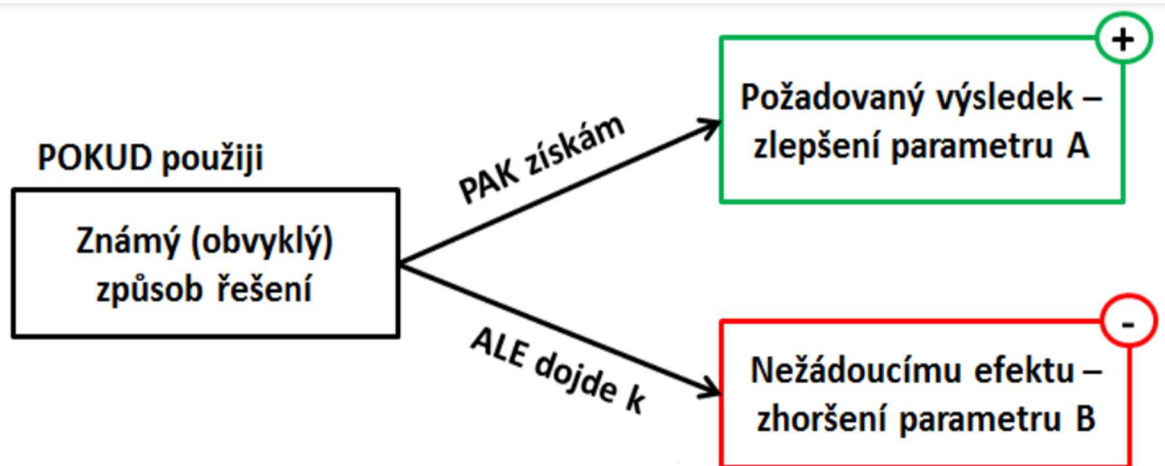 POKUD použiji
Známý (obvyklý)
způsob řešení
PAK získám
ALE dojde k
+
Požadovaný výsledek –
zlepšení parametru A
-
Nežádoucímu efektu –
zhoršení parametru B